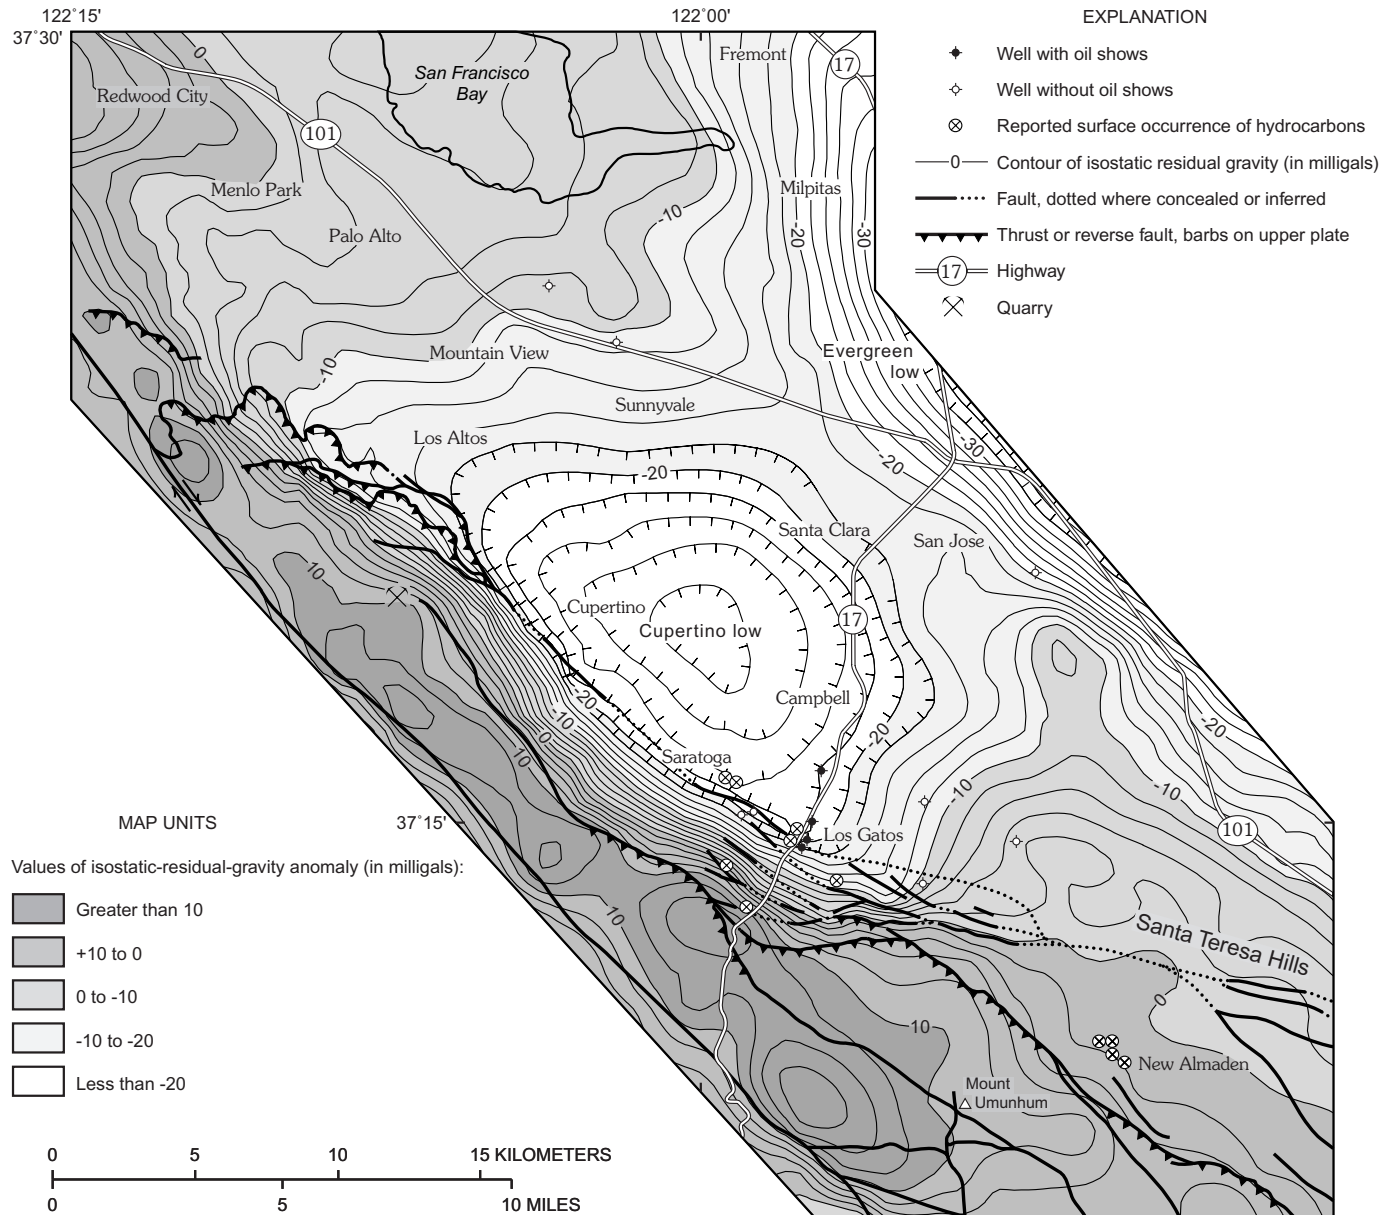 122˚15'
122˚00'
37˚30'
EXPLANATION
Well with oil shows
Well without oil shows
Reported surface occurrence of hydrocarbons
0
Contour of isostatic residual gravity (in milligals)
Fault, dotted where concealed or inferred
Thrust or reverse fault, barbs on upper plate
17
Highway
Quarry
0
Fremont
17
San Francisco
Bay
Redwood City
101
Menlo Park
Milpitas
-10
Palo Alto
-20
-30
Mountain View
Evergreen
low
-10
Sunnyvale
Los Altos
-30
-20
-20
Santa Clara
San Jose
10
Cupertino
17
Cupertino low
Campbell
-20
-10
0
10
-20
-20
Saratoga
-10
-10
37˚15'
Los Gatos
101
MAP UNITS
Values of isostatic-residual-gravity anomaly (in milligals):
Greater than 10
+10 to 0
0 to -10
-10 to -20
Less than -20
10
Santa Teresa Hills
0
10
New Almaden
Mount
Umunhum
0 5 10 15 KILOMETERS
0 5 10 MILES